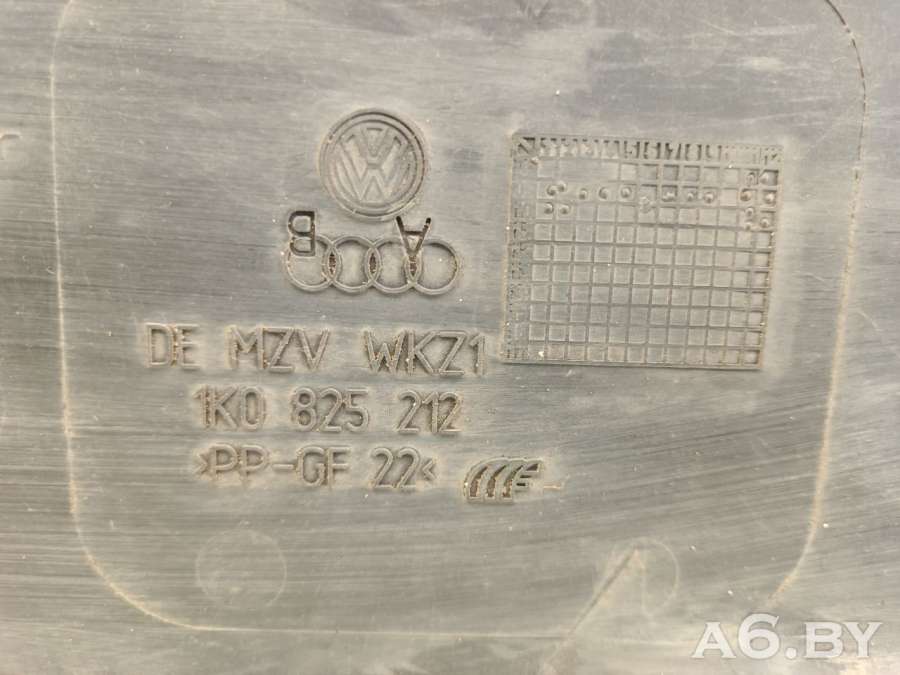 B A
DE MZV WKZ1
1K0 825 212
>PP-GF 22<
A6.BY